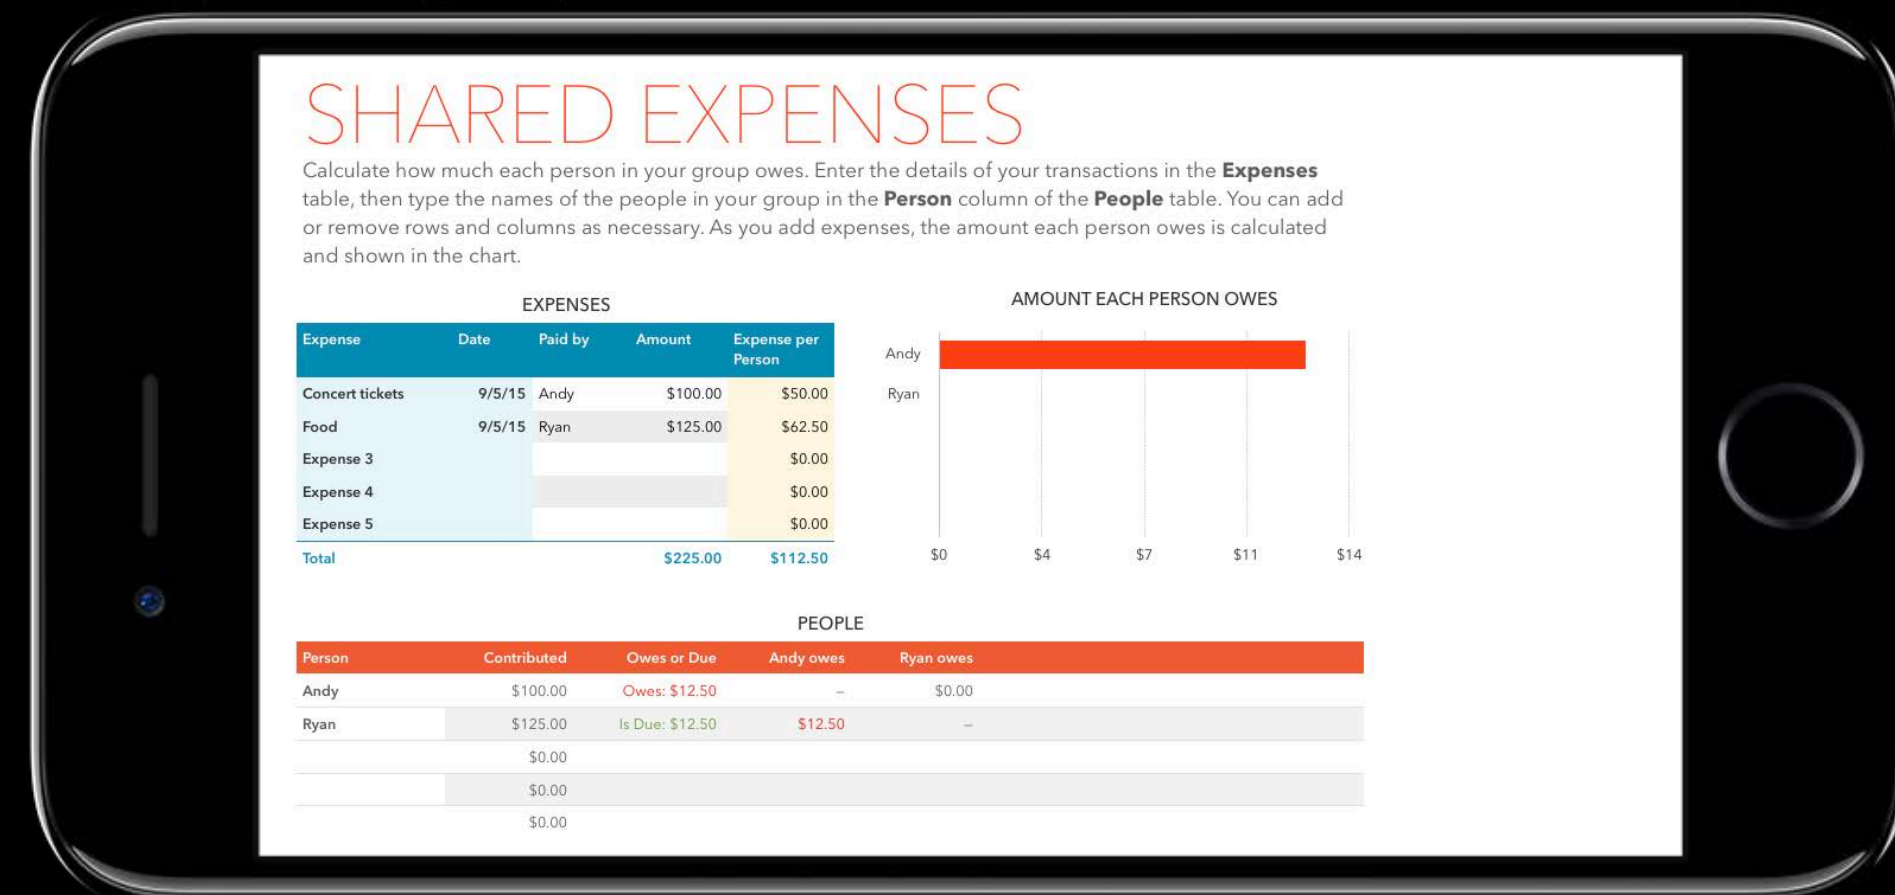 SHARED EXPENSES
Calculate how much each person in your group owes. Enter the details of your transactions in the Expenses
table, then type the names of the people in your group in the Person column of the People table. You can add
or remove rows and columns as necessary. As you add expenses, the amount each person owes is calculated
and shown in the chart.
EXPENSES
Expense Date Paid by Amount Expense per
Person
Concert tickets 9/5/15 Andy $100.00 $50.00
Food 9/5/15 Ryan $125.00 $62.50
Expense 3 $0.00
Expense 4 $0.00
Expense 5 $0.00
Total $225.00 $112.50
AMOUNT EACH PERSON OWES
Andy
Ryan
$0 $4 $7 $11 $14
PEOPLE
Person Contributed Owes or Due Andy owes Ryan owes
Andy $100.00 Owes: $12.50 – $0.00
Ryan $125.00 Is Due: $12.50 $12.50 –
$0.00
$0.00
$0.00